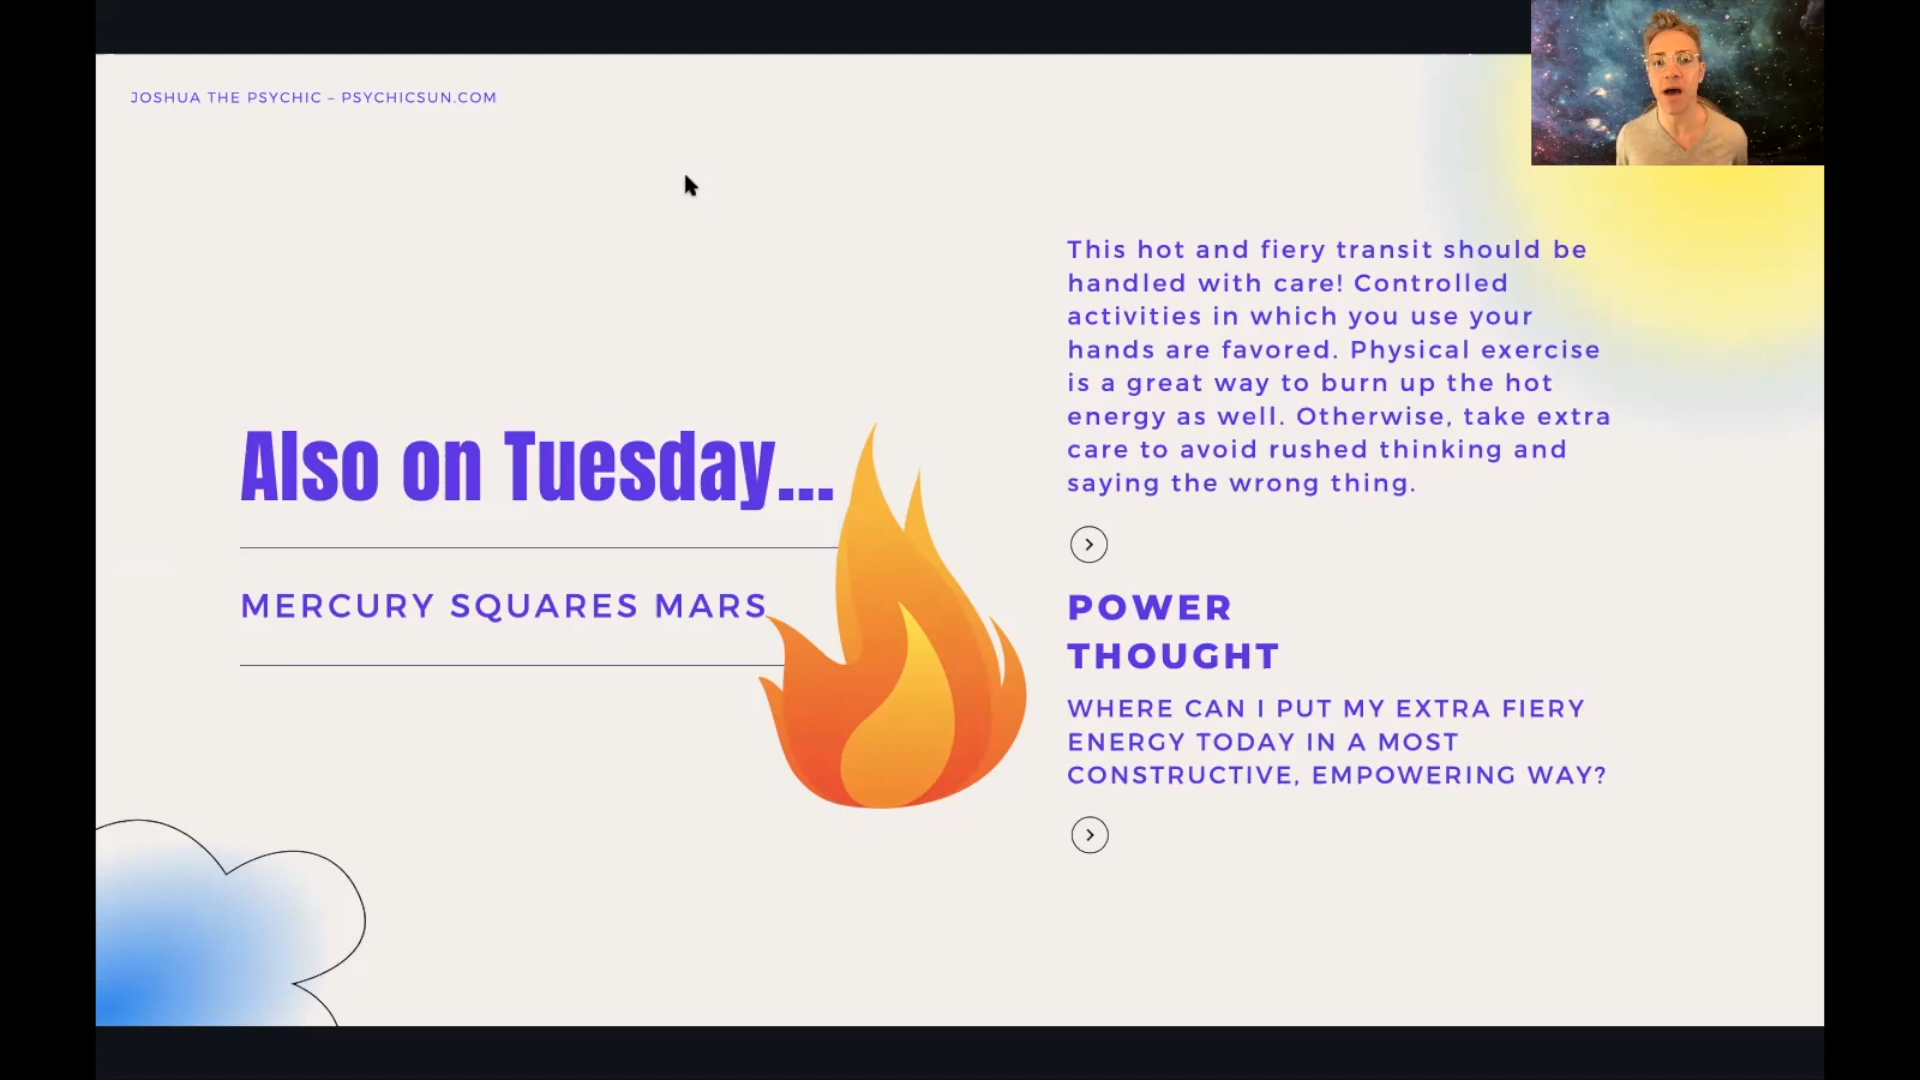 JOSHUA THE PSYCHIC – PSYCHICSUN.COM
Also on Tuesday...
MERCURY SQUARES MARS
This hot and fiery transit should be
handled with care! Controlled
activities in which you use your
hands are favored. Physical exercise
is a great way to burn up the hot
energy as well. Otherwise, take extra
care to avoid rushed thinking and
saying the wrong thing.
POWER
THOUGHT
WHERE CAN I PUT MY EXTRA FIERY
ENERGY TODAY IN A MOST
CONSTRUCTIVE, EMPOWERING WAY?